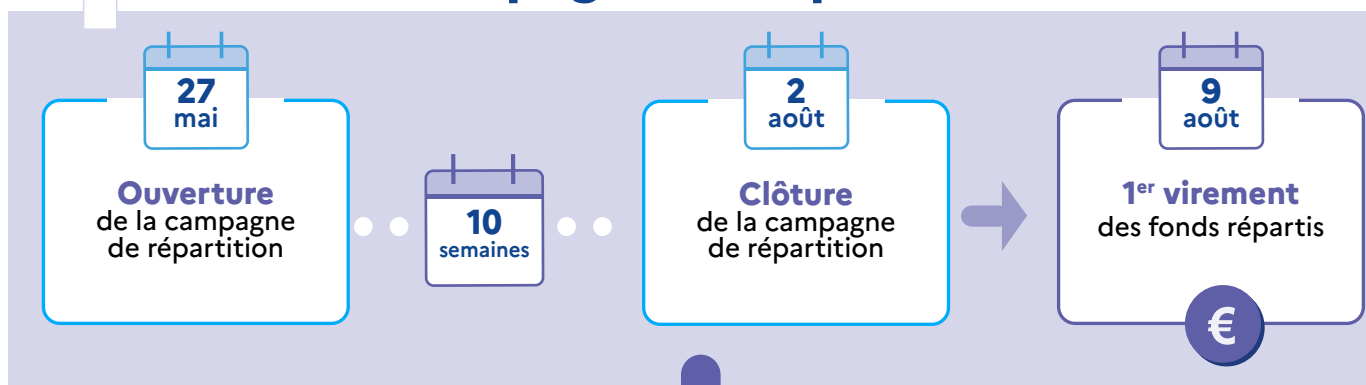 27
mai
Ouverture
de la campagne
de répartition
10
semaines
2
août
Clôture
de la campagne
de répartition
9
août
1er virement
des fonds répartis
€